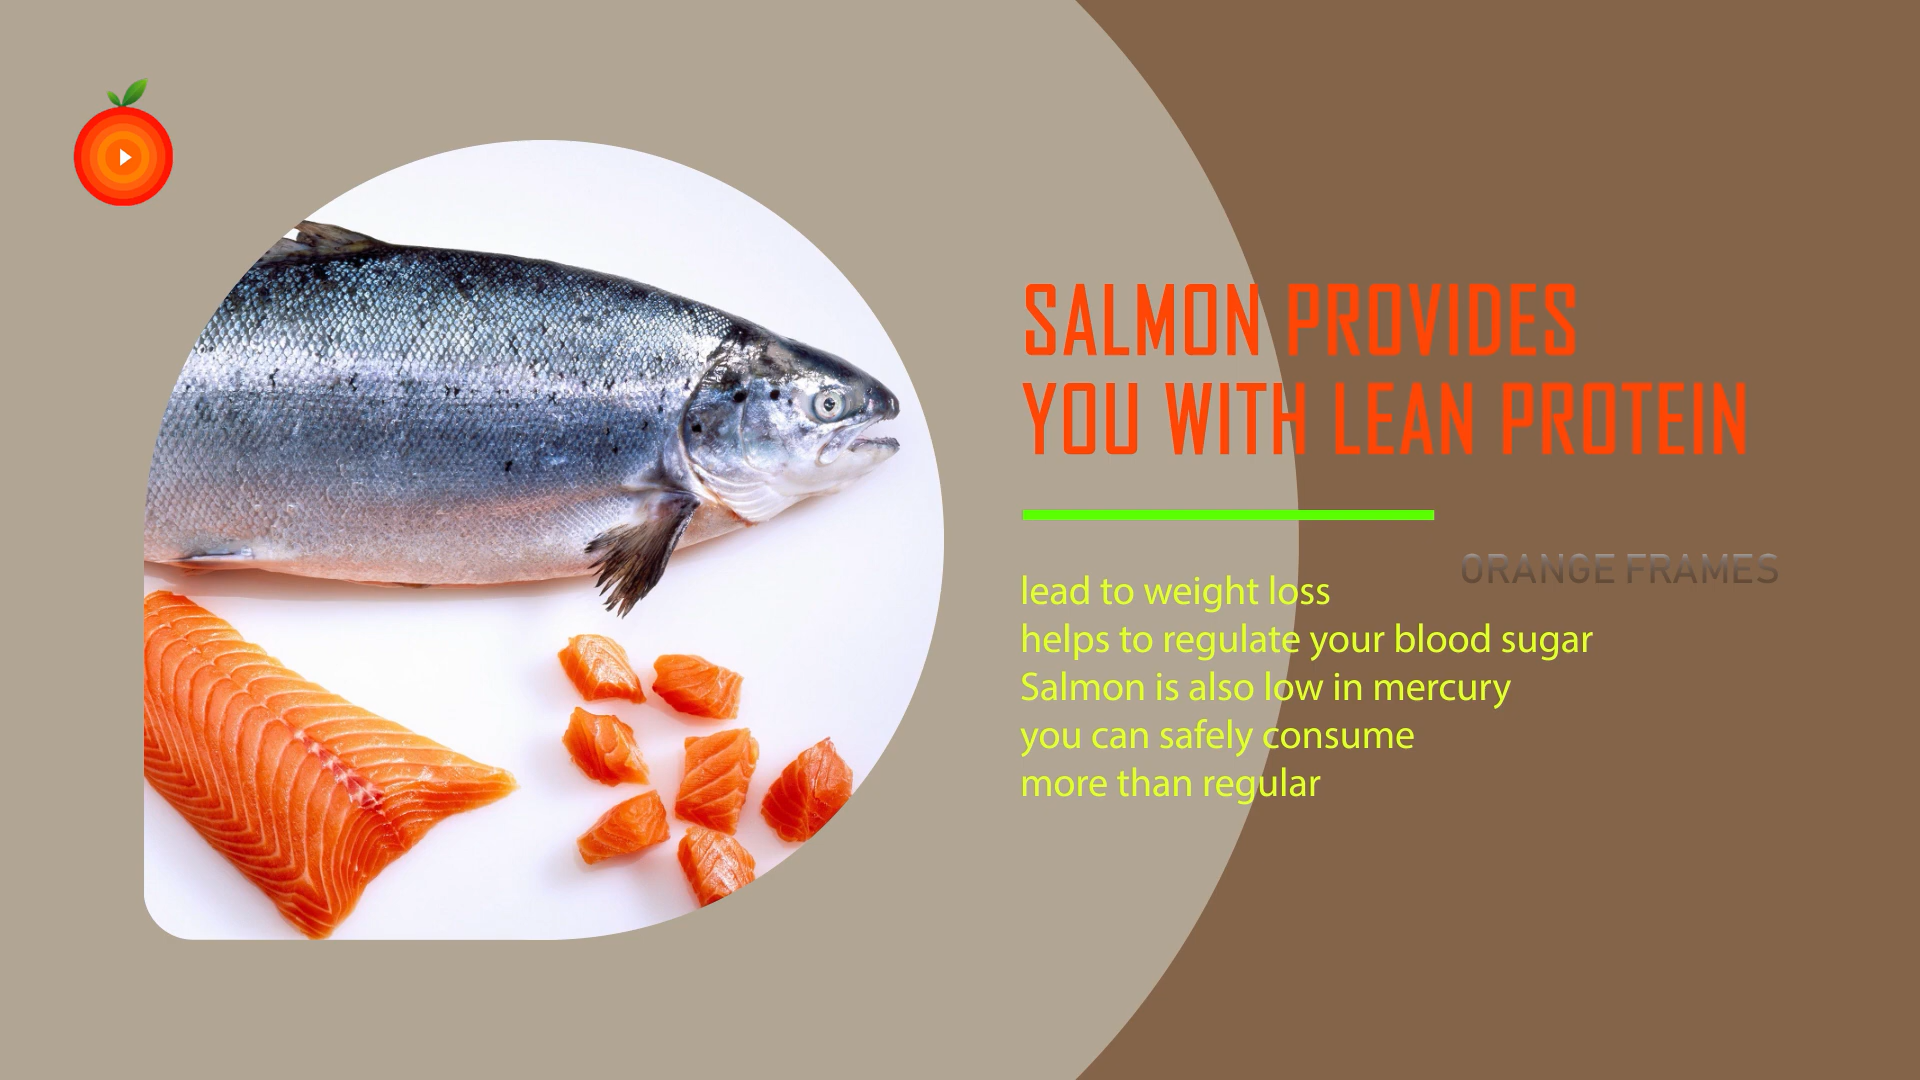 SALMON PROVIDES
YOU WITH LEAN PROTEIN
ORANGE FRAMES
lead to weight loss
helps to regulate your blood sugar
Salmon is also low in mercury
you can safely consume
more than regular